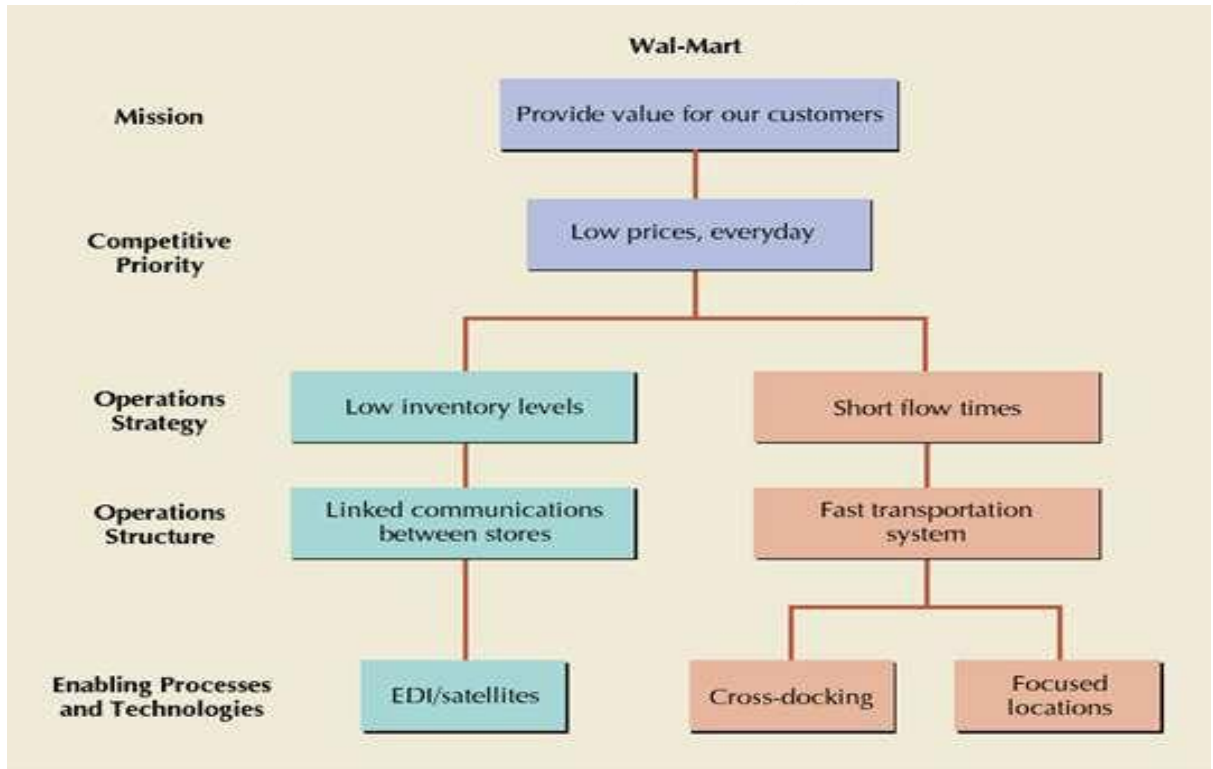 Wal-Mart
Mission
Provide value for our customers
Competitive
Priority
Low prices, everyday
Operations
Strategy
Low inventory levels
Short flow times
Operations
Structure
Linked communications
between stores
Fast transportation
system
Enabling Processes
and Technologies
EDI/satellites
Cross-docking
Focused
locations